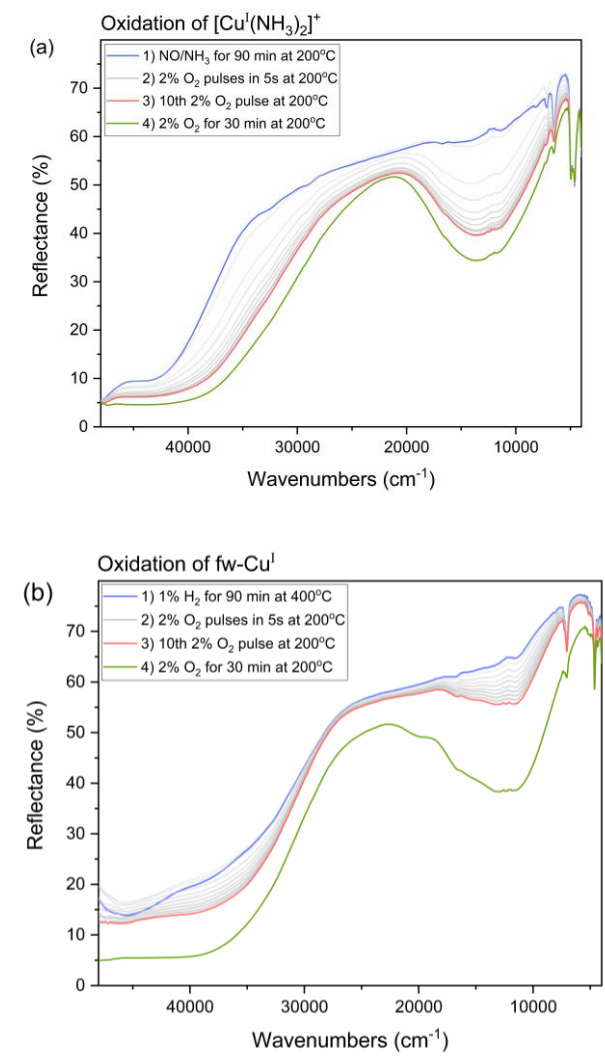 Oxidation of [Cuᴵ(NH₃)₂]⁺
(a)
1) NO/NH₃ for 90 min at 200°C
2) 2% O₂ pulses in 5s at 200°C
3) 10th 2% O₂ pulse at 200°C
4) 2% O₂ for 30 min at 200°C
70
60
50
40
30
20
10
0
Reflectance (%)
40000 30000 20000 10000
Wavenumbers (cm⁻¹)
Oxidation of fw-Cuᴵ
(b)
1) 1% H₂ for 90 min at 400°C
2) 2% O₂ pulses in 5s at 200°C
3) 10th 2% O₂ pulse at 200°C
4) 2% O₂ for 30 min at 200°C
70
60
50
40
30
20
10
0
Reflectance (%)
40000 30000 20000 10000
Wavenumbers (cm⁻¹)